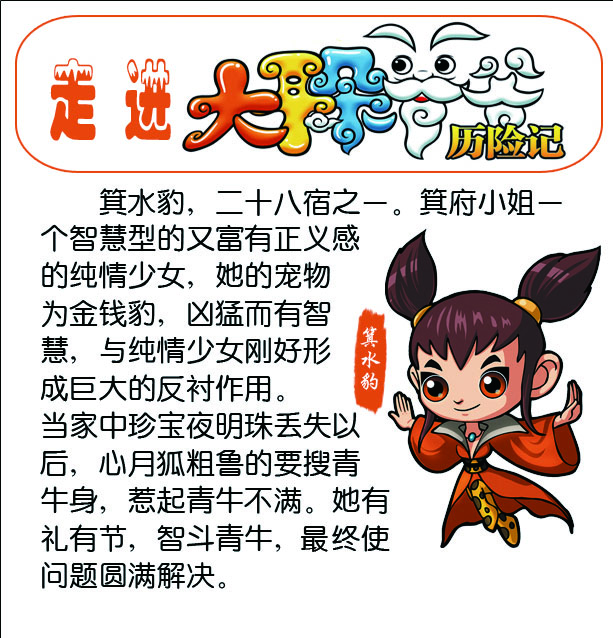 走进大耳朵
历险记
箕水豹，二十八宿之一。箕府小姐一
个智慧型的又富有正义感
的纯情少女，她的宠物
为金钱豹，凶猛而有智
慧，与纯情少女刚好形
成巨大的反衬作用。
当家中珍宝夜明珠丢失以
后，心月狐粗鲁的要搜青
牛身，惹起青牛不满。她有
礼有节，智斗青牛，最终使
问题圆满解决。
箕水豹